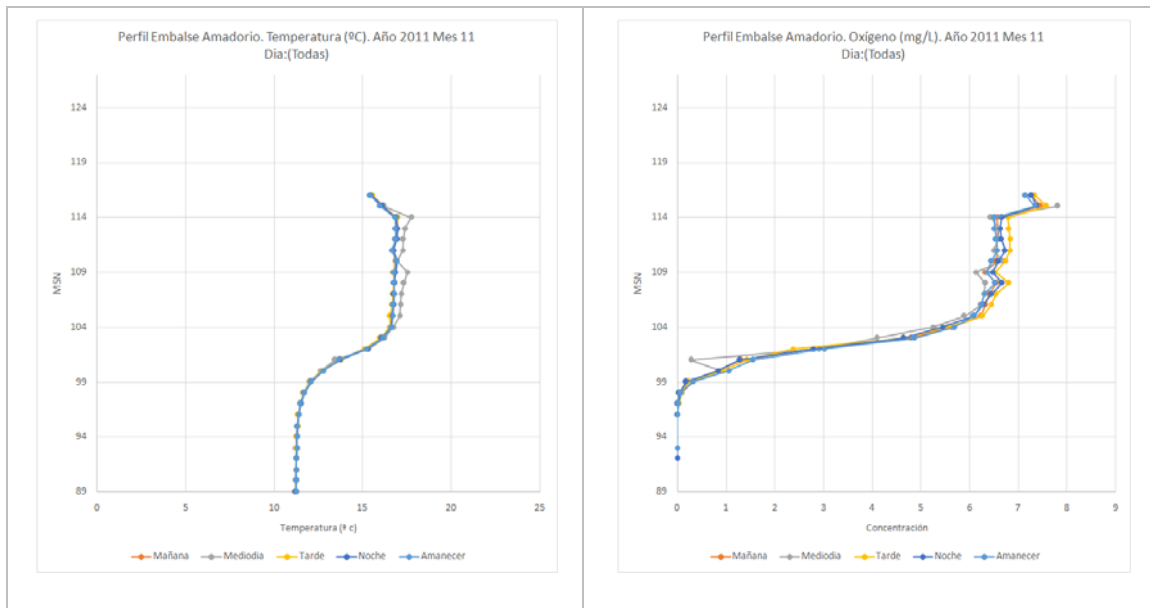 Perfil Embalse Amadorio. Temperatura (ºC). Año 2011 Mes 11
Dia:(Todas)
124
119
114
109
104
99
94
89
MSN
0
5
10
15
20
25
Temperatura (º c)
Mañana
Mediodia
Tarde
Noche
Amanecer
Perfil Embalse Amadorio. Oxígeno (mg/L). Año 2011 Mes 11
Dia:(Todas)
124
119
114
109
104
99
94
89
MSN
0
1
2
3
4
5
6
7
8
9
Concentración
Mañana
Mediodia
Tarde
Noche
Amanecer